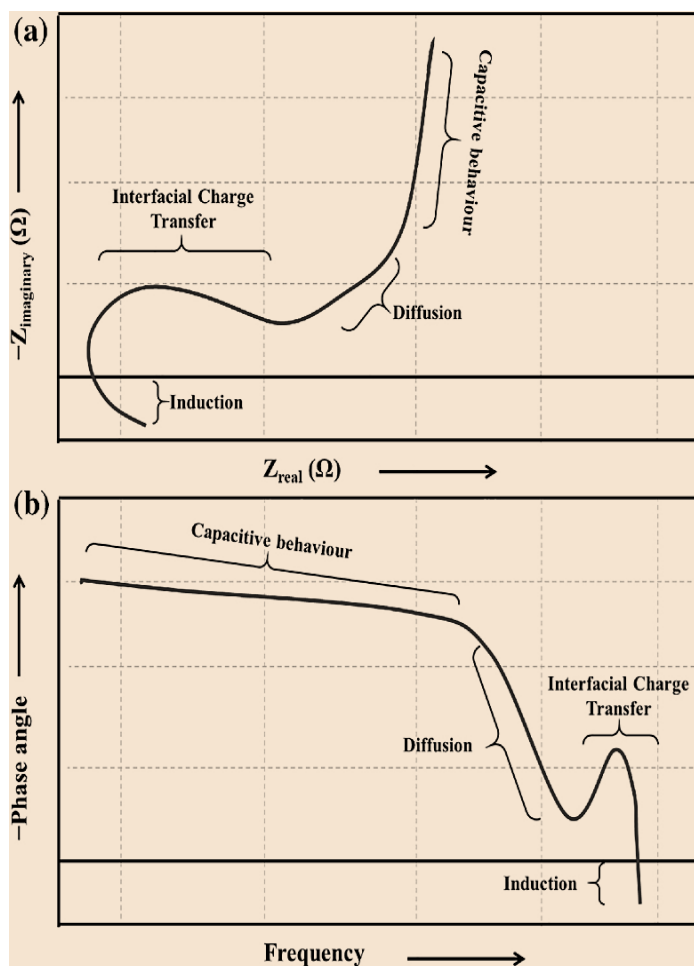 (a)
−Zimaginary (Ω)
Interfacial Charge
Transfer
Capacitive behaviour
Diffusion
Induction
Zreal (Ω)
(b)
−Phase angle
Capacitive behaviour
Interfacial Charge
Transfer
Diffusion
Induction
Frequency